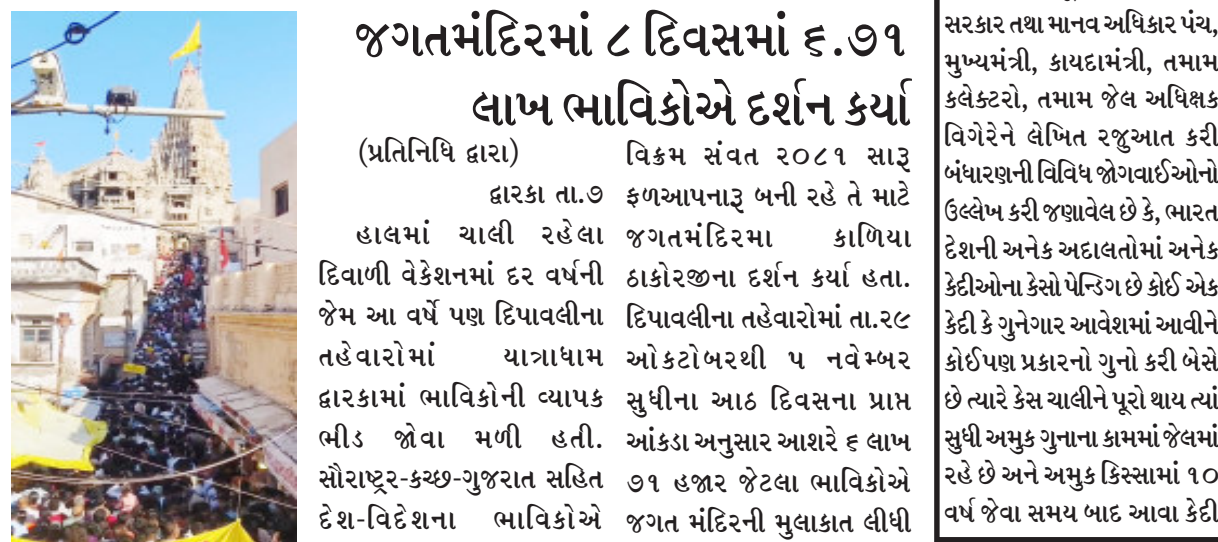 જગતમંદિરમાં ૮ દિવસમાં ૬.૭૧
લાખ ભાવિકોએ દર્શન કર્યા
(પ્રતિનિધિ દ્વારા)
દ્વારકા તા.૭
હાલમાં ચાલી રહેલા
દિવાળી વેકેશનમાં દર વર્ષની
જેમ આ વર્ષે પણ દિપાવલીના
તહેવારોમાં યાત્રાધામ
દ્વારકામાં ભાવિકોની વ્યાપક
ભીડ જોવા મળી હતી.
સૌરાષ્ટ્ર-કચ્છ-ગુજરાત સહિત
દેશ-વિદેશના ભાવિકોએ
વિક્રમ સંવત ૨૦૮૧ સારૂ
ફળઆપનારૂ બની રહે તે માટે
જગતમંદિરમા કાળિયા
ઠાકોરજીના દર્શન કર્યા હતા.
દિપાવલીના તહેવારોમાં તા.૨૯
ઓકટોબરથી ૫ નવેમ્બર
સુધીના આઠ દિવસના પ્રાપ્ત
આંકડા અનુસાર આશરે ૬ લાખ
૭૧ હજાર જેટલા ભાવિકોએ
જગત મંદિરની મુલાકાત લીધી
સરકાર તથા માનવ અધિકાર પંચ,
મુખ્યમંત્રી, કાયદામંત્રી, તમામ
કલેક્ટરો, તમામ જેલ અધિક્ષક
વિગેરેને લેખિત રજુઆત કરી
બંધારણની વિવિધ જોગવાઈઓનો
ઉલ્લેખ કરી જણાવેલ છે કે, ભારત
દેશની અનેક અદાલતોમાં અનેક
કેદીઓના કેસો પેન્ડિગ છે કોઈ એક
કેદી કે ગુનેગાર આવેશમાં આવીને
કોઈપણ પ્રકારનો ગુનો કરી બેસે
છે ત્યારે કેસ ચાલીને પૂરો થાય ત્યાં
સુધી અમુક ગુનાના કામમાં જેલમાં
રહે છે અને અમુક કિસ્સામાં ૧૦
વર્ષ જેવા સમય બાદ આવા કેદી